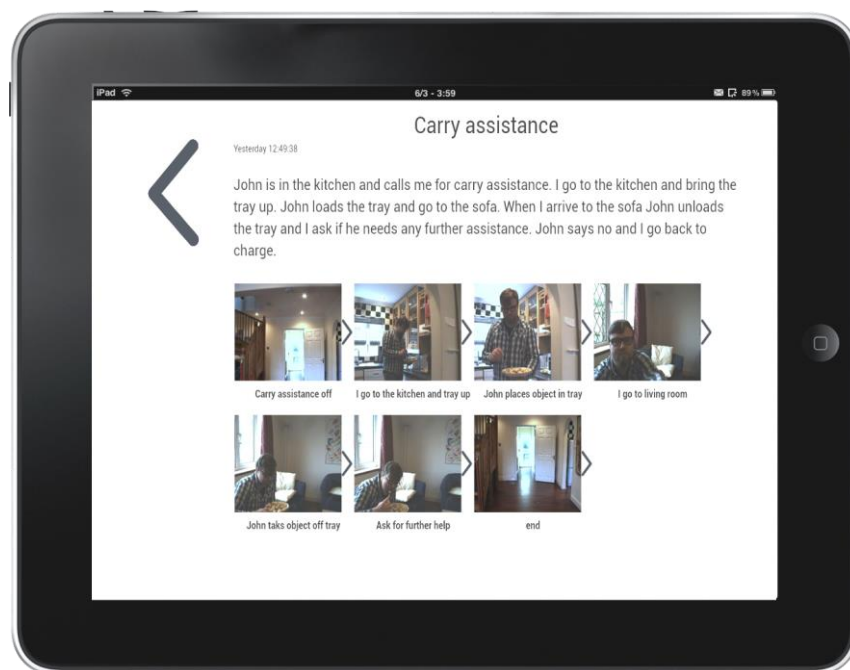 iPad 6/3 - 3:59 89%
Carry assistance
Yesterday 12:49:38
John is in the kitchen and calls me for carry assistance. I go to the kitchen and bring the
tray up. John loads the tray and go to the sofa. When I arrive to the sofa John unloads
the tray and I ask if he needs any further assistance. John says no and I go back to
charge.
Carry assistance off
I go to the kitchen and tray up
John places object in tray
I go to living room
John taks object off tray
Ask for further help
end